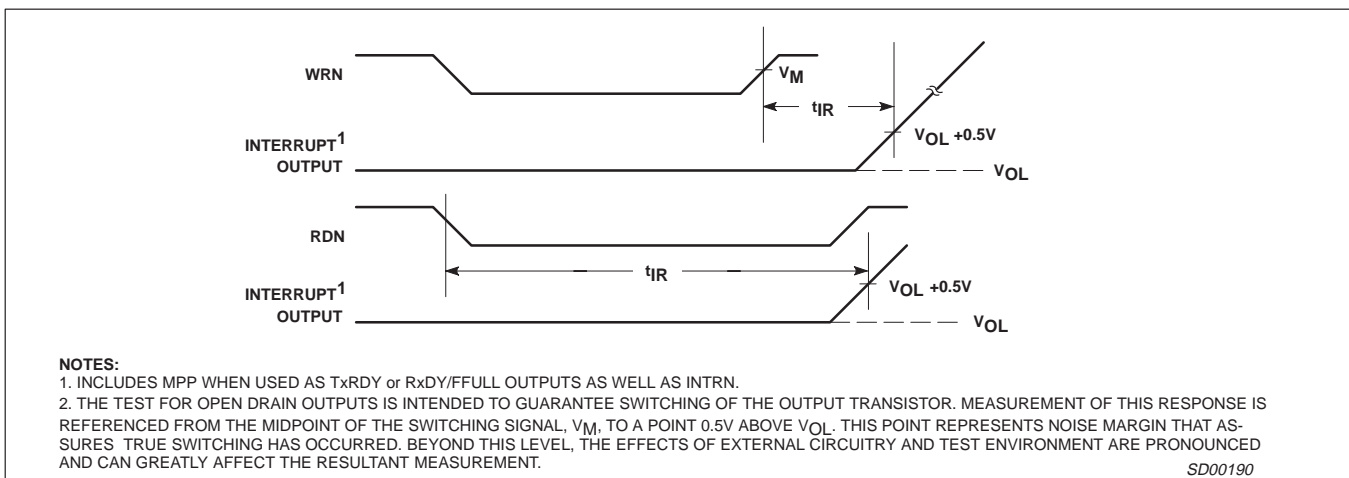 WRN
VM
tIR
VOL +0.5V
INTERRUPT1
OUTPUT
VOL
RDN
tIR
INTERRUPT1
OUTPUT
VOL +0.5V
VOL
NOTES:
1. INCLUDES MPP WHEN USED AS TxRDY or RxDY/FFULL OUTPUTS AS WELL AS INTRN.
2. THE TEST FOR OPEN DRAIN OUTPUTS IS INTENDED TO GUARANTEE SWITCHING OF THE OUTPUT TRANSISTOR. MEASUREMENT OF THIS RESPONSE IS
REFERENCED FROM THE MIDPOINT OF THE SWITCHING SIGNAL, VM, TO A POINT 0.5V ABOVE VOL. THIS POINT REPRESENTS NOISE MARGIN THAT AS-
SURES TRUE SWITCHING HAS OCCURRED. BEYOND THIS LEVEL, THE EFFECTS OF EXTERNAL CIRCUITRY AND TEST ENVIRONMENT ARE PRONOUNCED
AND CAN GREATLY AFFECT THE RESULTANT MEASUREMENT.
SD00190